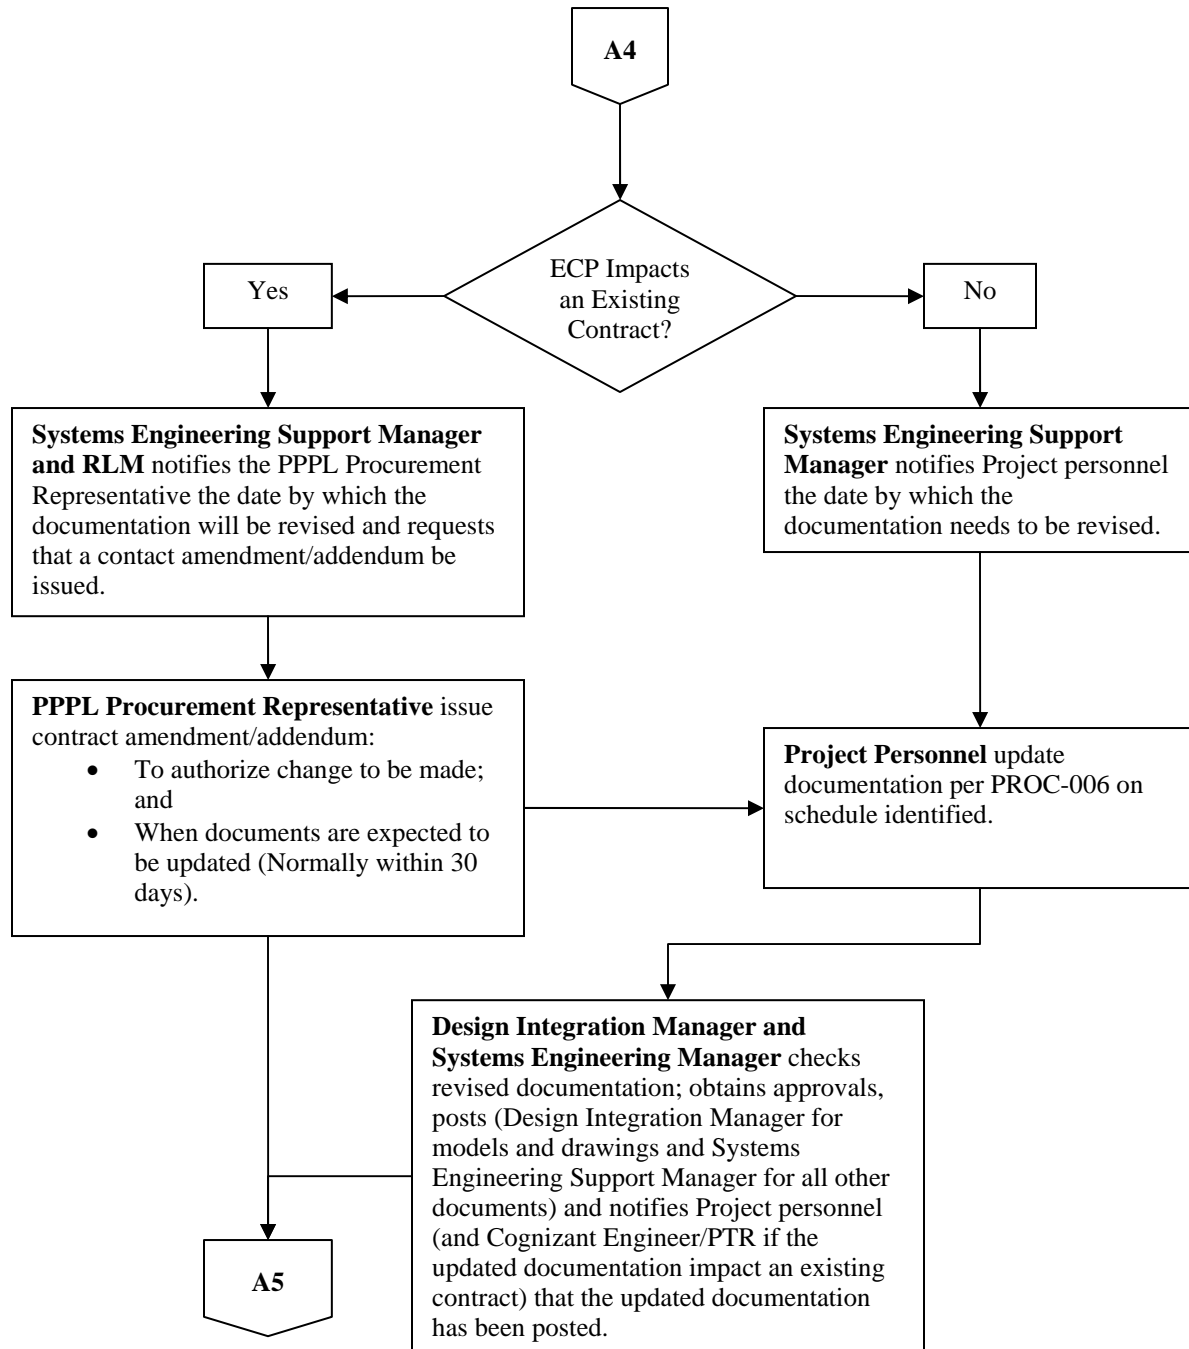 A4
ECP Impacts
an Existing
Contract?
Yes
No
Systems Engineering Support Manager
and RLM notifies the PPPL Procurement
Representative the date by which the
documentation will be revised and requests
that a contact amendment/addendum be
issued.
Systems Engineering Support
Manager notifies Project personnel
the date by which the
documentation needs to be revised.
PPPL Procurement Representative issue
contract amendment/addendum:
• To authorize change to be made;
and
• When documents are expected to
be updated (Normally within 30
days).
Project Personnel update
documentation per PROC-006 on
schedule identified.
Design Integration Manager and
Systems Engineering Manager checks
revised documentation; obtains approvals,
posts (Design Integration Manager for
models and drawings and Systems
Engineering Support Manager for all other
documents) and notifies Project personnel
(and Cognizant Engineer/PTR if the
updated documentation impact an existing
contract) that the updated documentation
has been posted.
A5